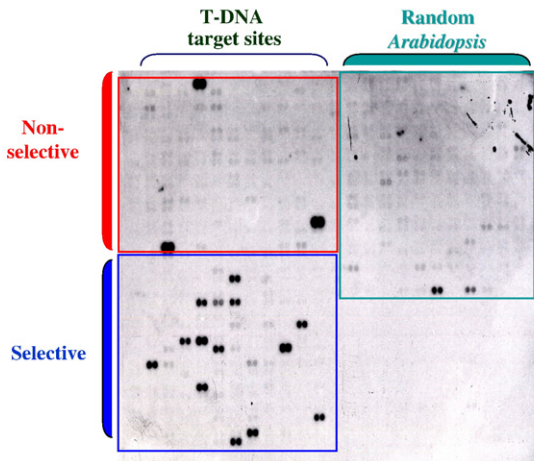 T-DNA
target sites
Random
Arabidopsis
Non-
selective
Selective